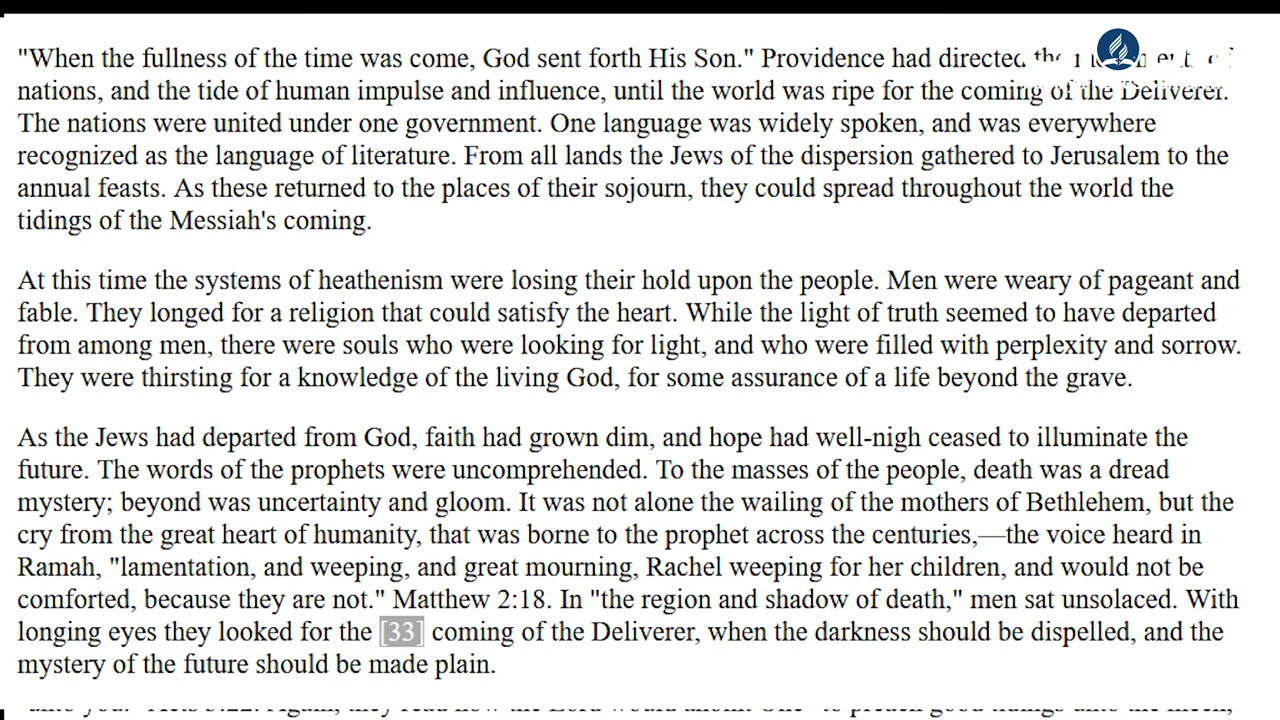 "When the fullness of the time was come, God sent forth His Son." Providence had directed the
nations, and the tide of human impulse and influence, until the world was ripe for the coming of the Deliverer.
The nations were united under one government. One language was widely spoken, and was everywhere
recognized as the language of literature. From all lands the Jews of the dispersion gathered to Jerusalem to the
annual feasts. As these returned to the places of their sojourn, they could spread throughout the world the
tidings of the Messiah's coming.
At this time the systems of heathenism were losing their hold upon the people. Men were weary of pageant and
fable. They longed for a religion that could satisfy the heart. While the light of truth seemed to have departed
from among men, there were souls who were looking for light, and who were filled with perplexity and sorrow.
They were thirsting for a knowledge of the living God, for some assurance of a life beyond the grave.
As the Jews had departed from God, faith had grown dim, and hope had well-nigh ceased to illuminate the
future. The words of the prophets were uncomprehended. To the masses of the people, death was a dread
mystery; beyond was uncertainty and gloom. It was not alone the wailing of the mothers of Bethlehem, but the
cry from the great heart of humanity, that was borne to the prophet across the centuries,—the voice heard in
Ramah, "lamentation, and weeping, and great mourning, Rachel weeping for her children, and would not be
comforted, because they are not." Matthew 2:18. In "the region and shadow of death," men sat unsolaced. With
longing eyes they looked for the [33] coming of the Deliverer, when the darkness should be dispelled, and the
mystery of the future should be made plain.